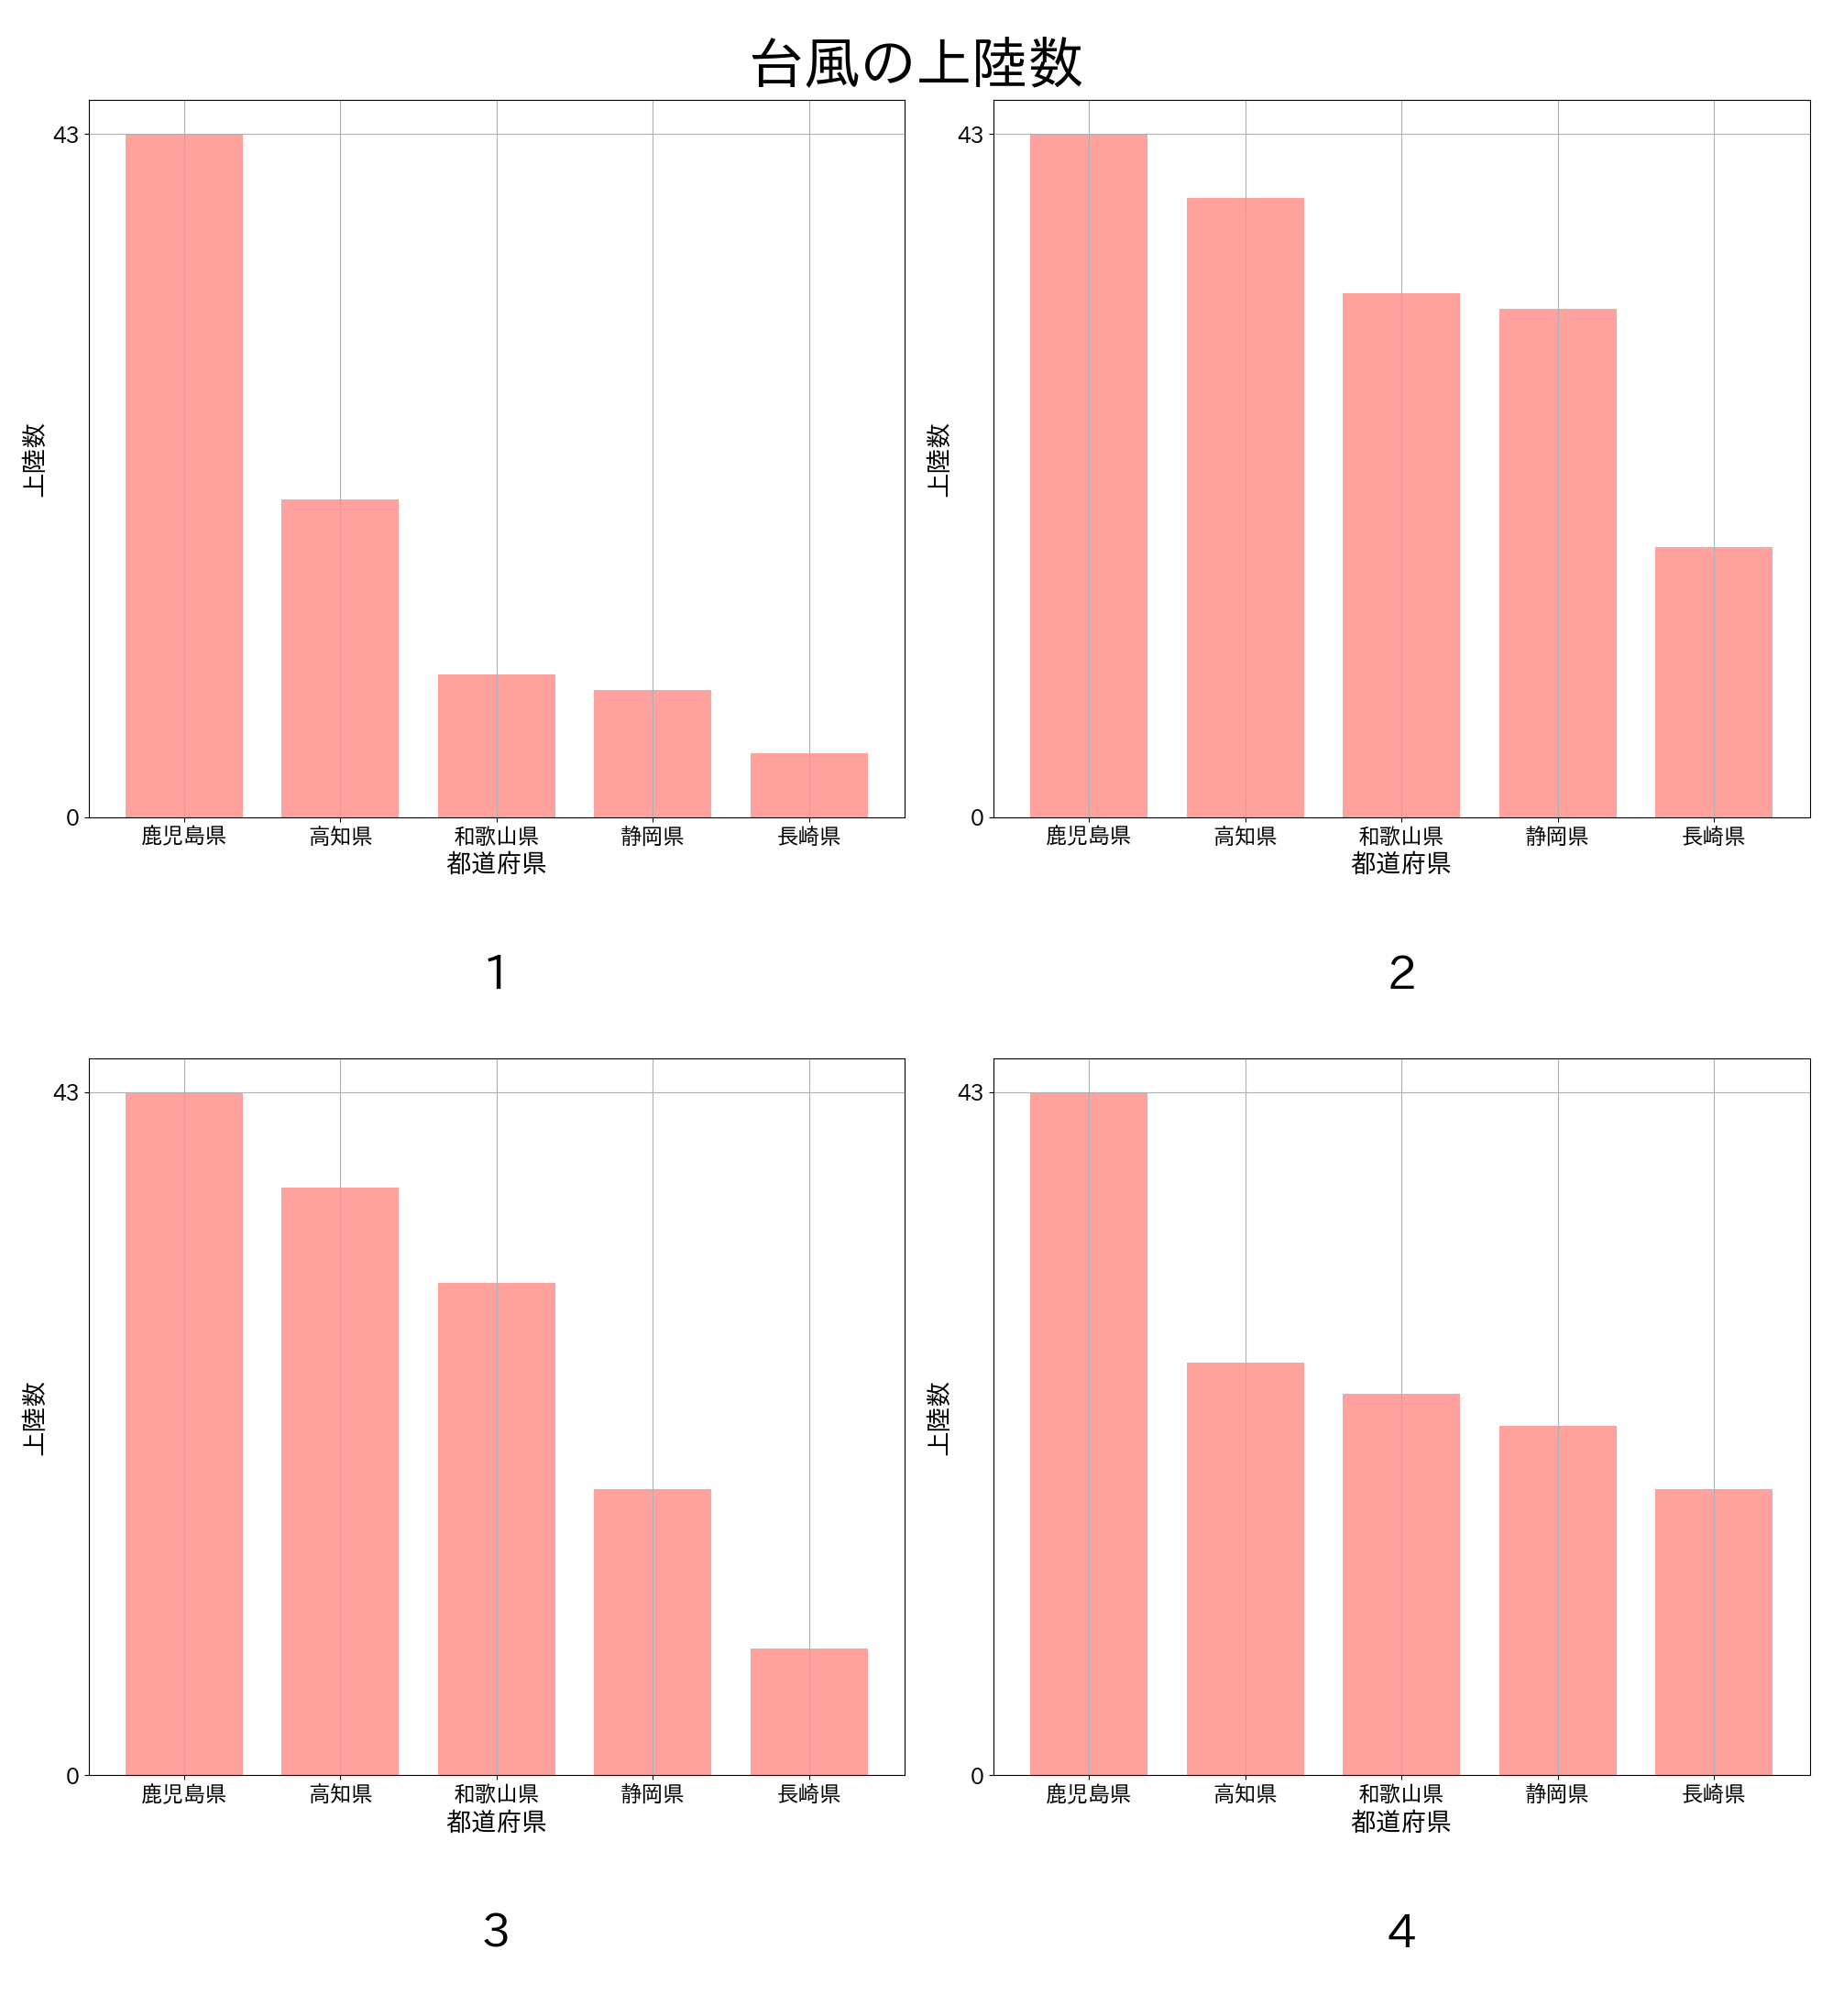 台風の上陸数
43
0
上陸数
鹿児島県 高知県 和歌山県 静岡県 長崎県
都道府県
1
43
0
上陸数
鹿児島県 高知県 和歌山県 静岡県 長崎県
都道府県
2
43
0
上陸数
鹿児島県 高知県 和歌山県 静岡県 長崎県
都道府県
3
43
0
上陸数
鹿児島県 高知県 和歌山県 静岡県 長崎県
都道府県
4